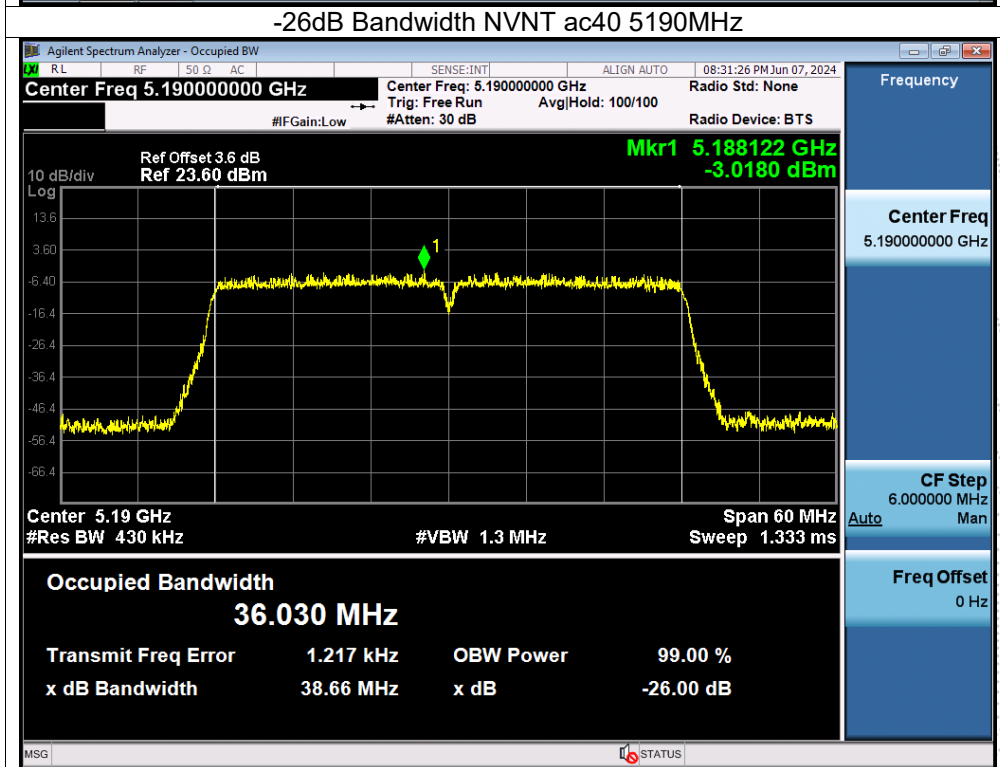 -26dB Bandwidth NVNT ac40 5190MHz
Agilent Spectrum Analyzer - Occupied BW
LXI RL RF 50 Ω AC SENSE:INT ALIGN AUTO 08:31:26 PM Jun 07, 2024
Center Freq 5.190000000 GHz
Center Freq: 5.190000000 GHz
Radio Std: None
Trig: Free Run Avg|Hold: 100/100
#IFGain:Low #Atten: 30 dB Radio Device: BTS
Frequency
Mkr1 5.188122 GHz
-3.0180 dBm
Ref Offset 3.6 dB
10 dB/div Ref 23.60 dBm
Log
13.6
3.60
-6.40
-16.4
-26.4
-36.4
-46.4
-56.4
-66.4
1
Center 5.19 GHz Span 60 MHz
#Res BW 430 kHz #VBW 1.3 MHz Sweep 1.333 ms
Center Freq
5.190000000 GHz
CF Step
6.000000 MHz
Auto Man
Freq Offset
0 Hz
Occupied Bandwidth
36.030 MHz
Transmit Freq Error 1.217 kHz OBW Power 99.00 %
x dB Bandwidth 38.66 MHz x dB -26.00 dB
MSG STATUS